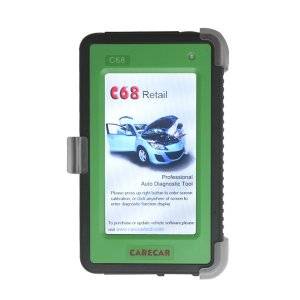 C68
C68 Retail
Professional
Auto Diagnostic Tool
Please press up right button to enter screen
calibration, or click anywhere of screen to
enter diagnostic function display
To purchase or update vehicle software,please
visit
CARECAR